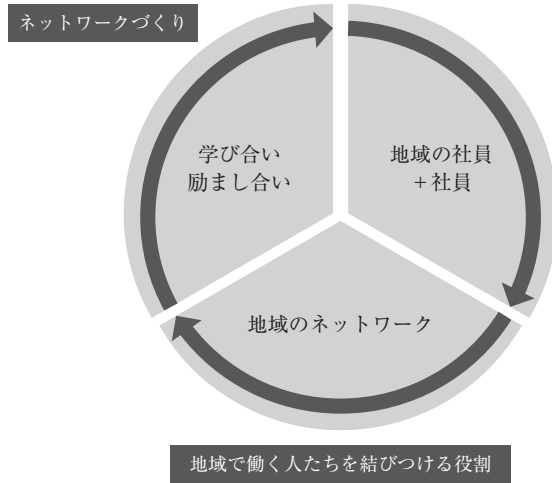 ネットワークづくり
学び合い
励まし合い
地域の社員
+社員
地域のネットワーク
地域で働く人たちを結びつける役割